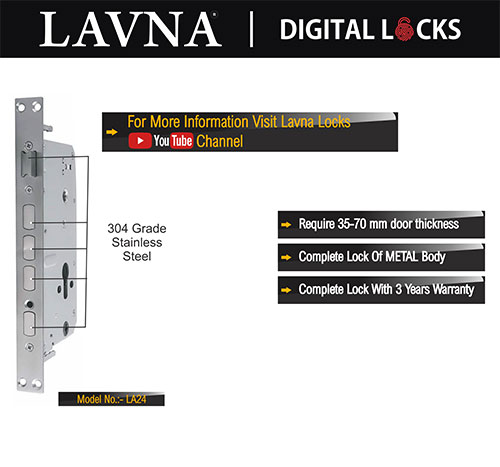 LAVNA® | DIGITAL LOCKS
For More Information Visit Lavna Locks
YouTube Channel
304 Grade
Stainless
Steel
Require 35-70 mm door thickness
Complete Lock Of METAL Body
Complete Lock With 3 Years Warranty
Model No.:- LA24